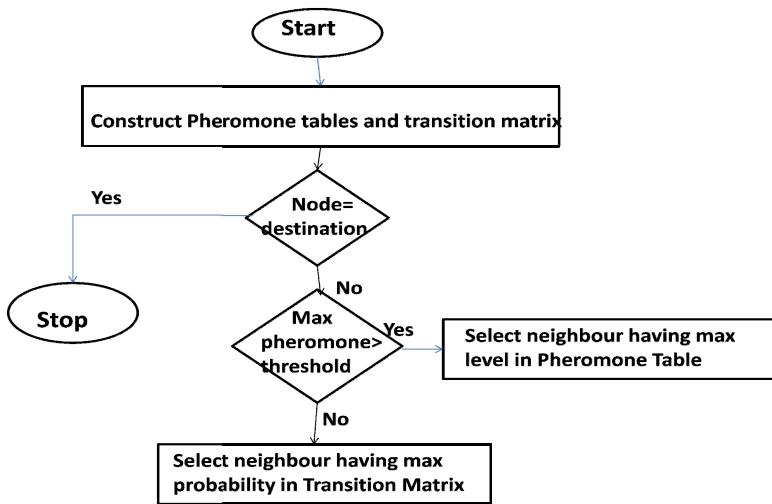 Start
Construct Pheromone tables and transition matrix
Yes
Node=
destination
No
Stop
Max
pheromone>
threshold
Yes
Select neighbour having max
level in Pheromone Table
No
Select neighbour having max
probability in Transition Matrix